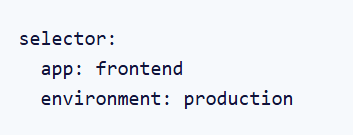 selector:
  app: frontend
  environment: production